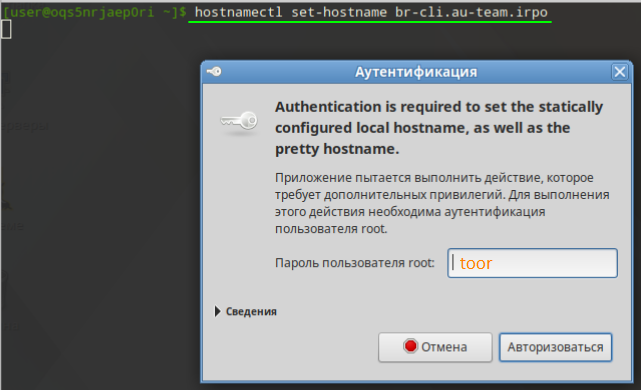 [user@oqs5nrjaep0ri ~]$ hostnamectl set-hostname br-cli.au-team.irpo
Аутентификация
Authentication is required to set the statically
configured local hostname, as well as the
pretty hostname.
Приложение пытается выполнить действие, которое
требует дополнительных привилегий. Для выполнения
этого действия необходима аутентификация
пользователя root.
Пароль пользователя root: toor
Сведения
Отмена Авторизоваться